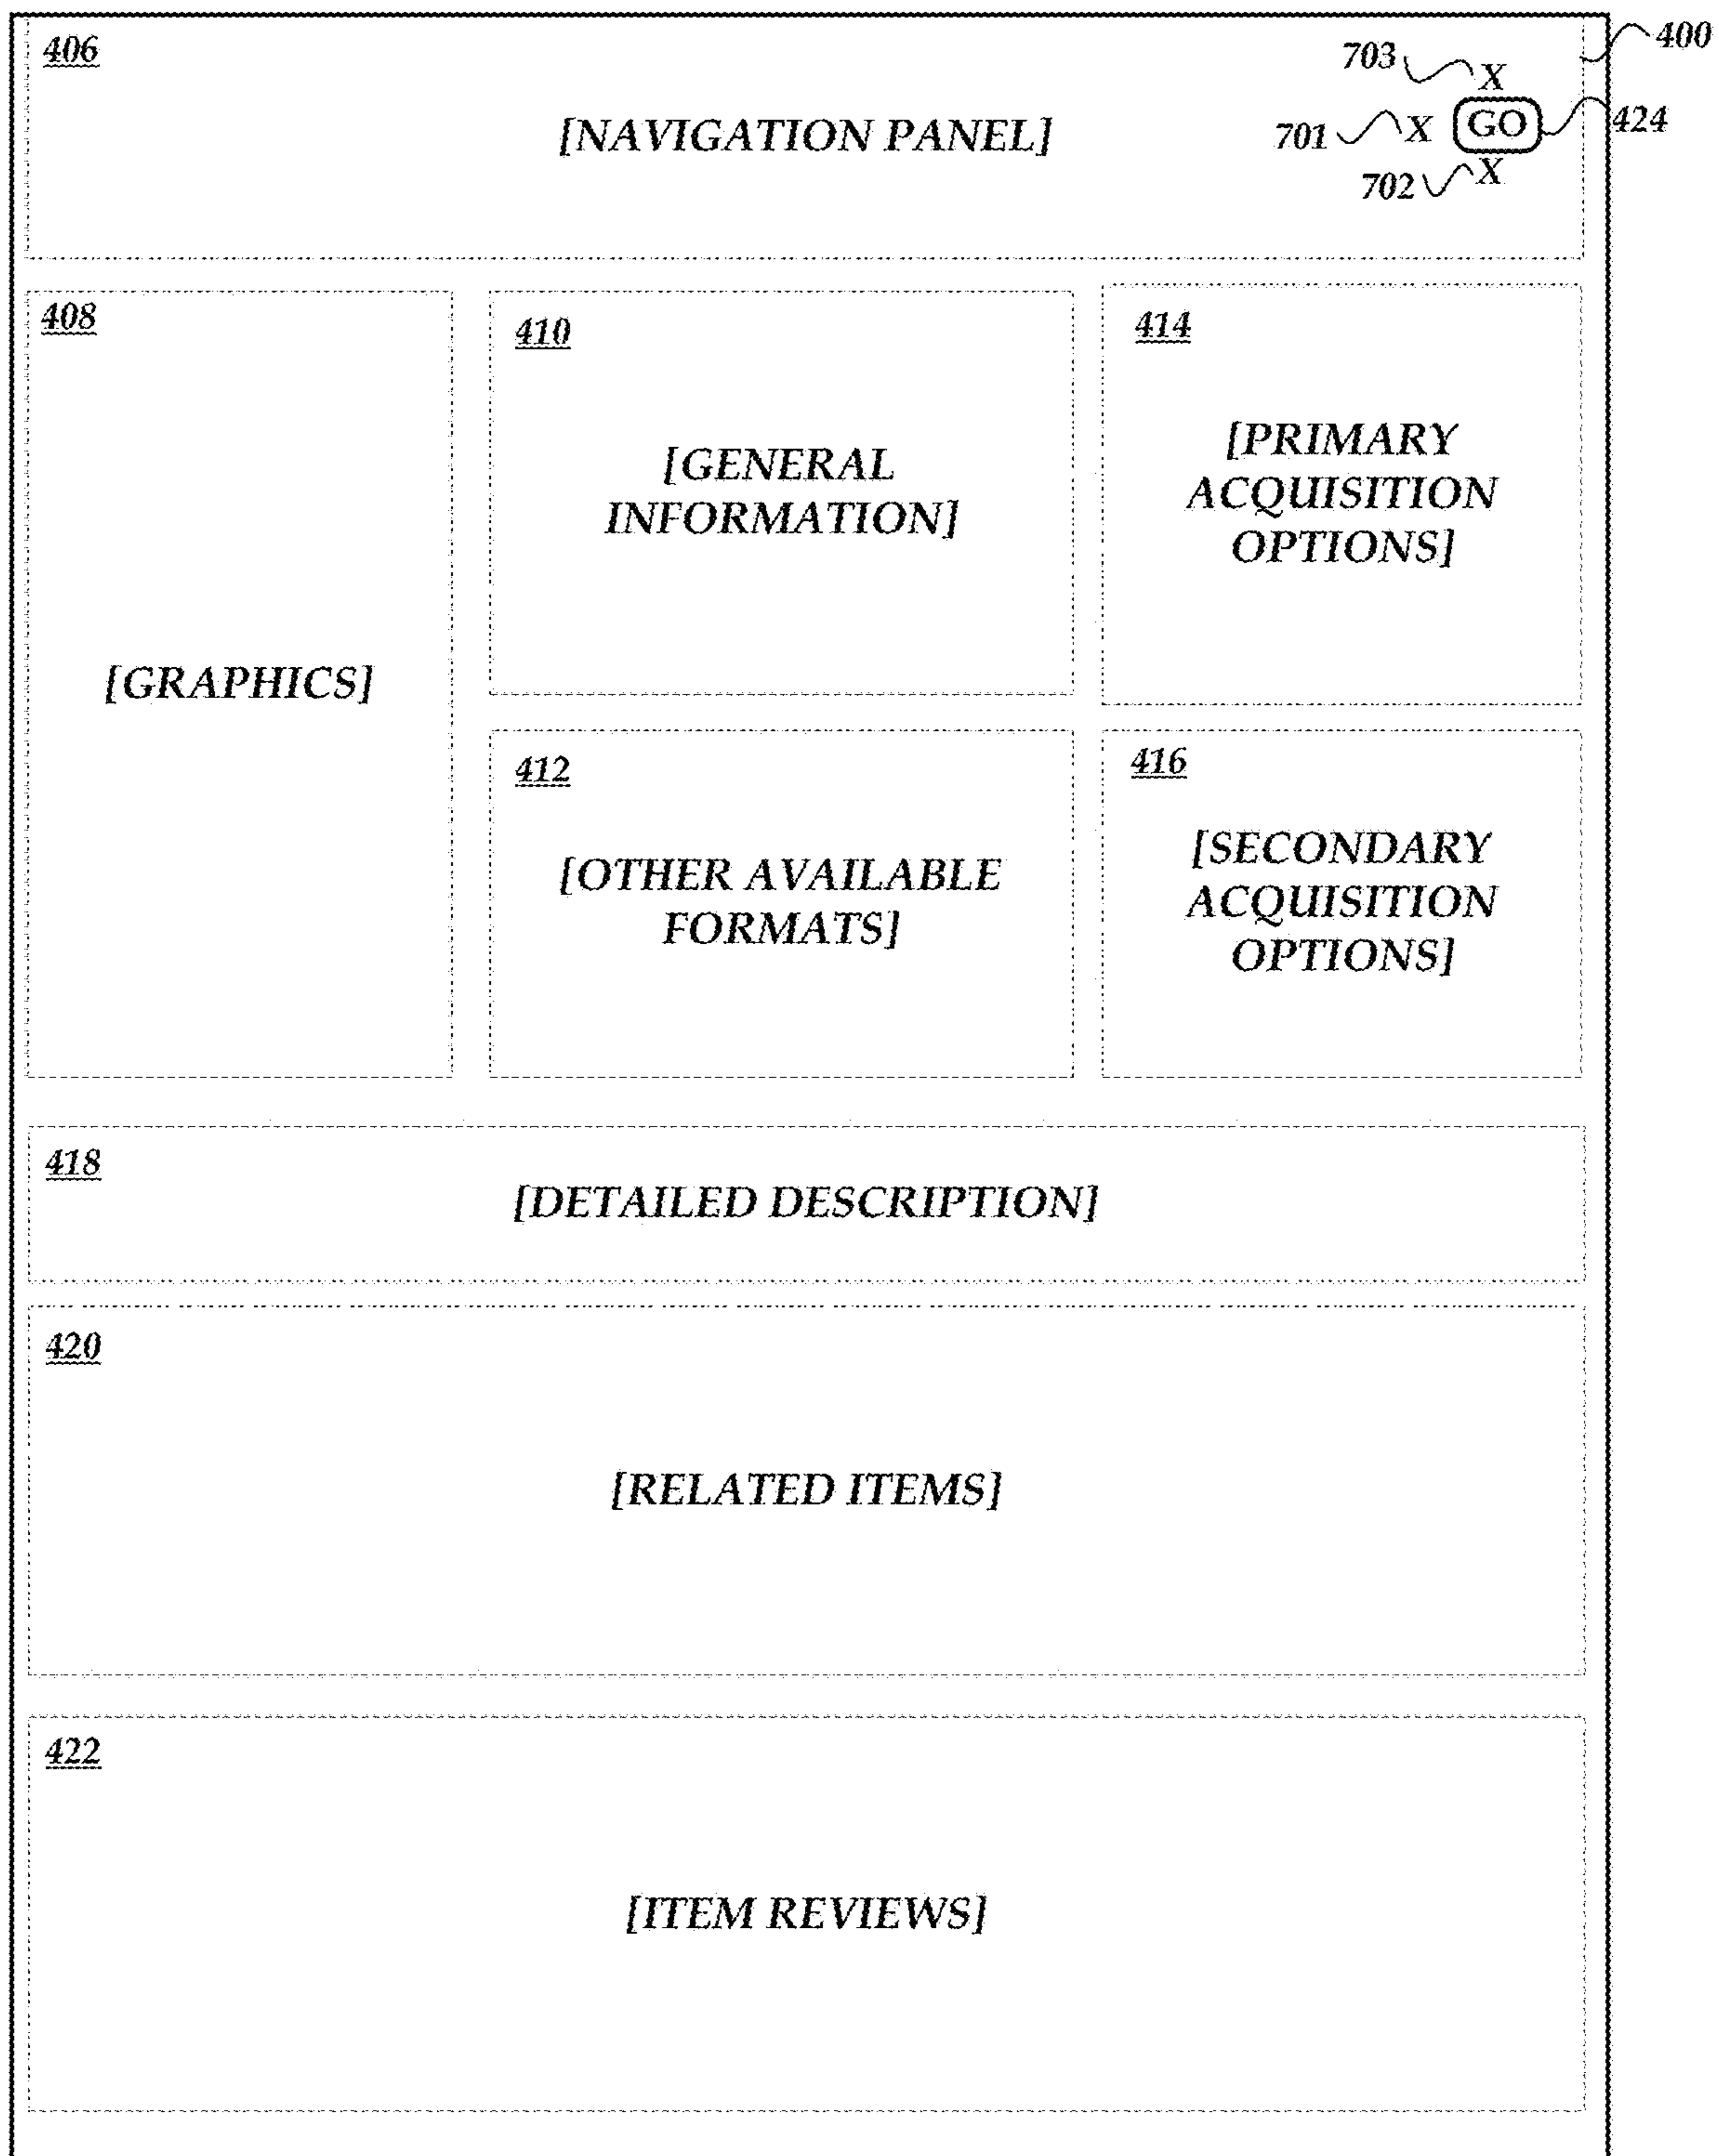 406
400
703
X
[NAVIGATION PANEL]
701
X
GO
424
702
X
408
410
414
[GENERAL
INFORMATION]
[PRIMARY
ACQUISITION
OPTIONS]
[GRAPHICS]
412
416
[OTHER AVAILABLE
FORMATS]
[SECONDARY
ACQUISITION
OPTIONS]
418
[DETAILED DESCRIPTION]
420
[RELATED ITEMS]
422
[ITEM REVIEWS]